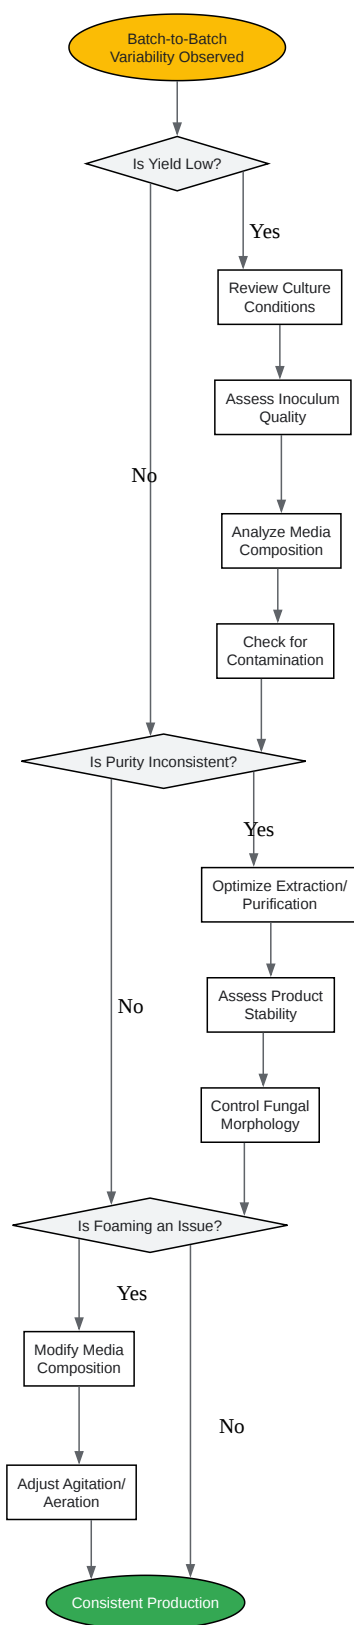 Batch-to-Batch
Variability Observed
Is Yield Low?
Yes
Review Culture
Conditions
Assess Inoculum
Quality
No
Analyze Media
Composition
Check for
Contamination
Is Purity Inconsistent?
Yes
Optimize Extraction/
Purification
Assess Product
Stability
No
Control Fungal
Morphology
Is Foaming an Issue?
Yes
Modify Media
Composition
No
Adjust Agitation/
Aeration
Consistent Production